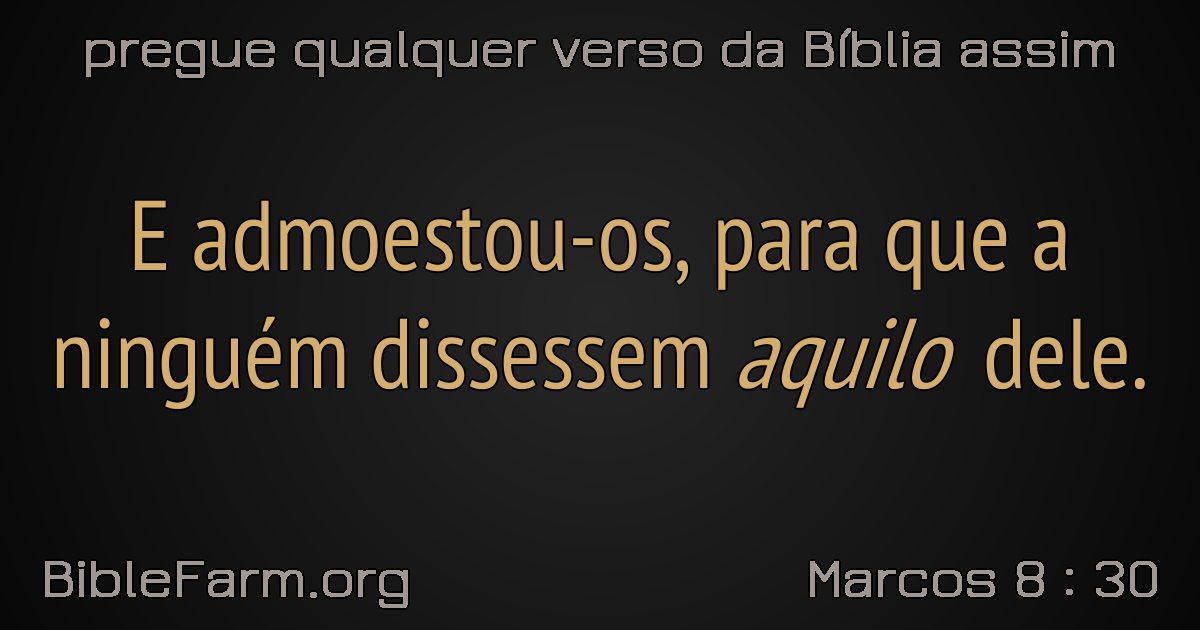 pregue qualquer verso da Bíblia assim
E admoestou-os, para que a
ninguém dissessem aquilo dele.
BibleFarm.org
Marcos 8 : 30